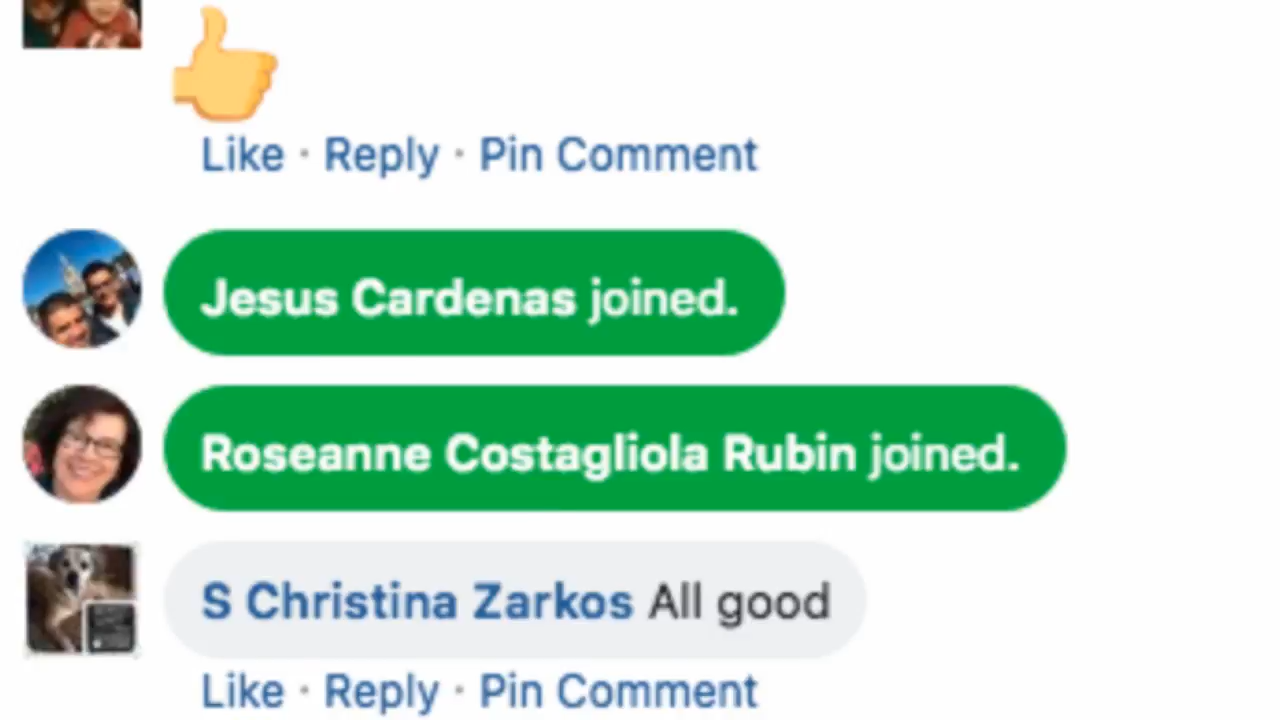 Like · Reply · Pin Comment
Jesus Cardenas joined.
Roseanne Costagliola Rubin joined.
S Christina Zarkos All good
Like · Reply · Pin Comment